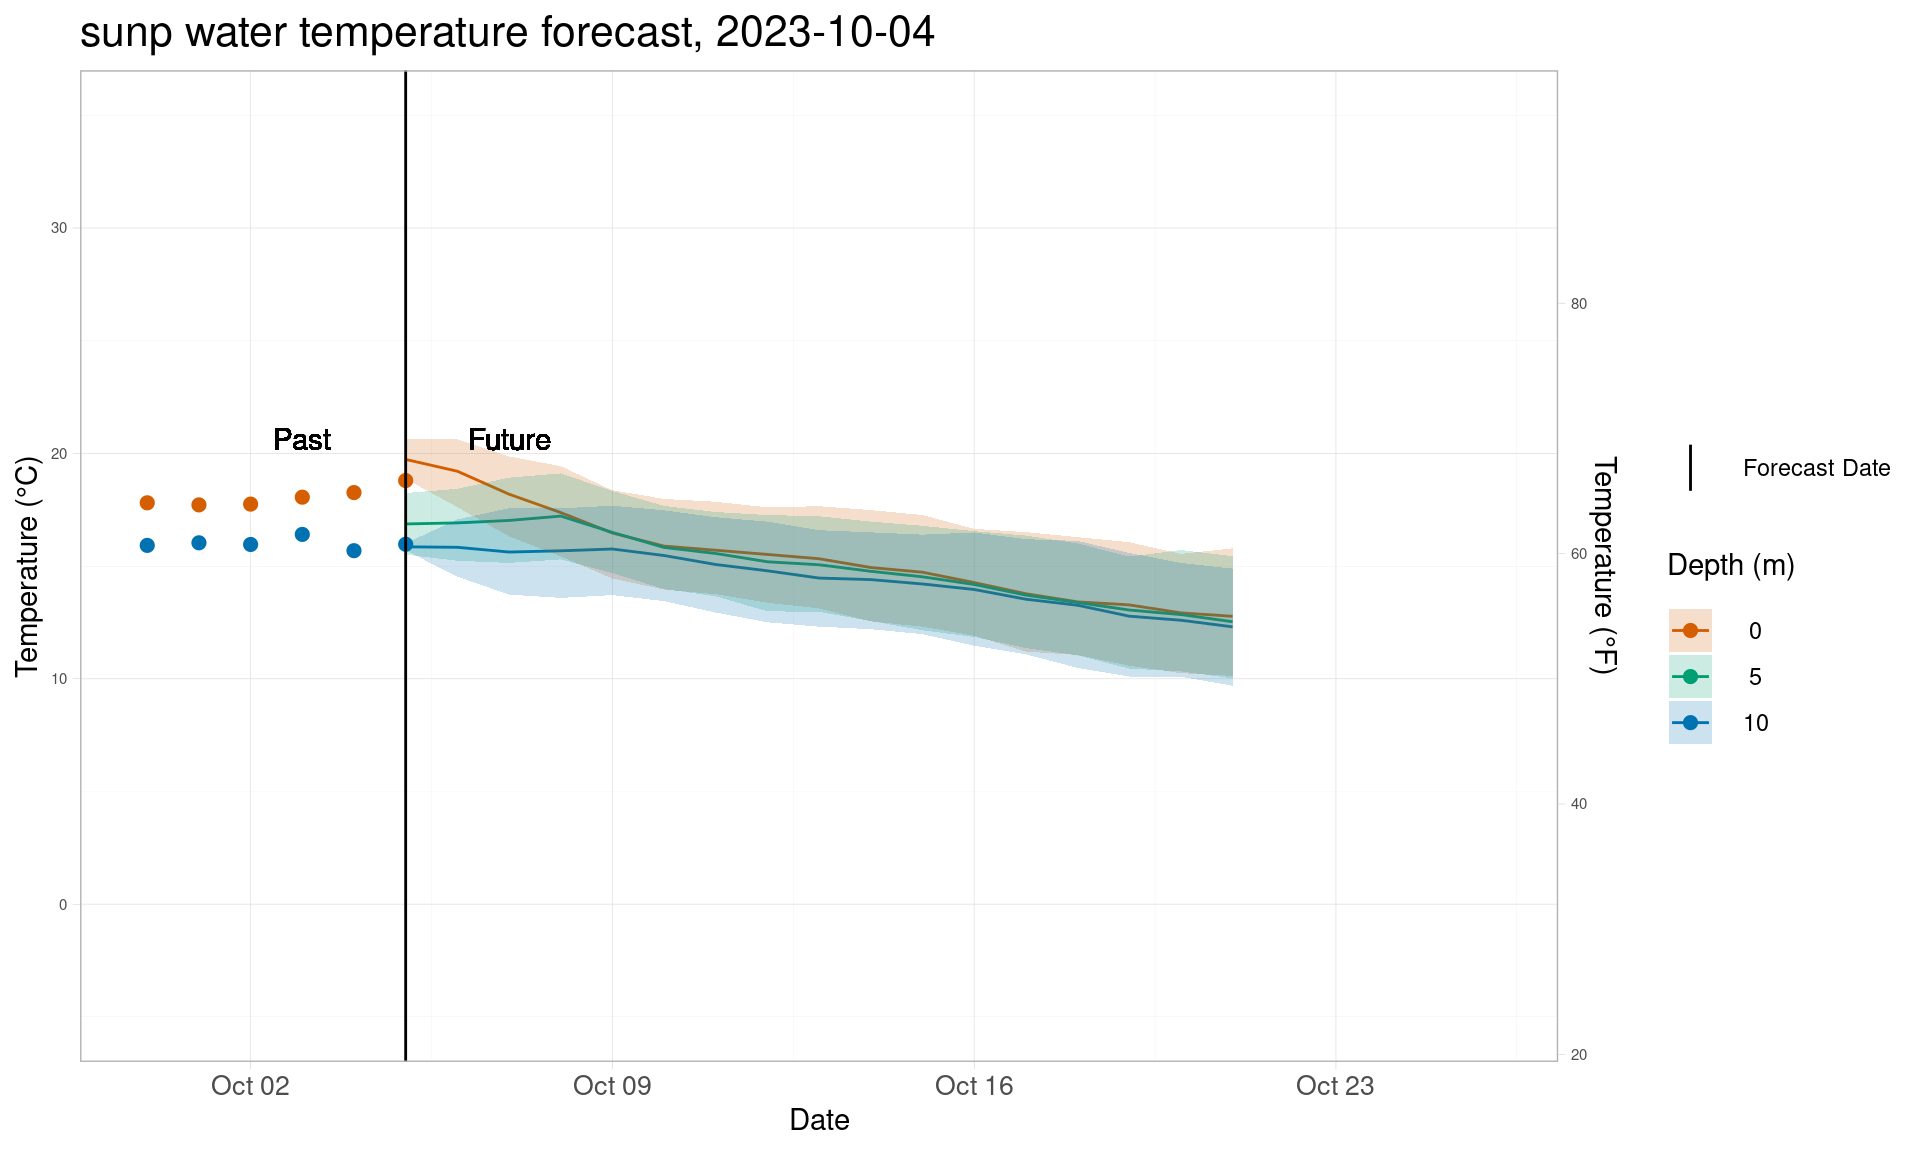 sunp water temperature forecast, 2023-10-04
Temperature (°C)
30
20
10
0
Past
Future
80
60
40
20
Temperature (°F)
Oct 02
Oct 09
Oct 16
Oct 23
Date
Forecast Date
Depth (m)
0
5
10